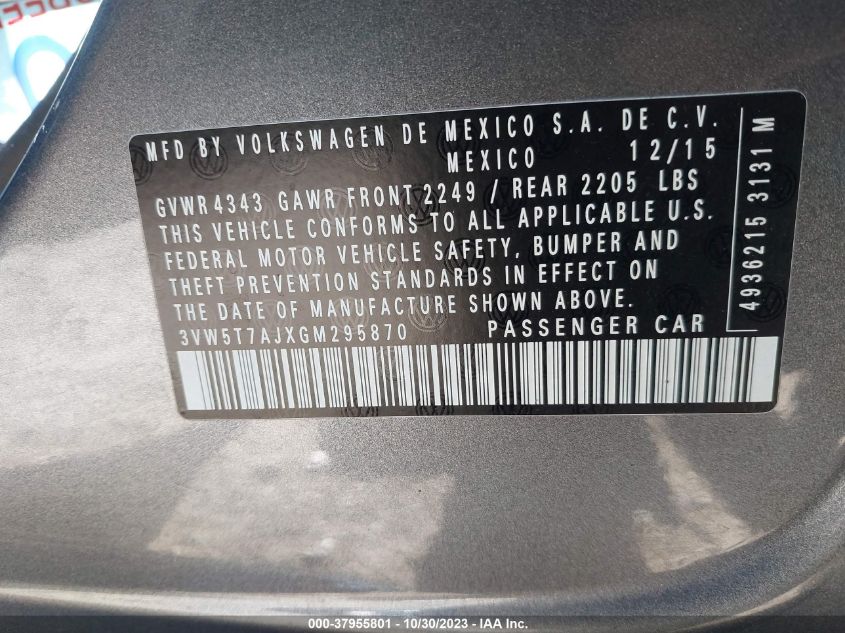 MFD BY VOLKSWAGEN DE MEXICO S.A. DE C.V.
MEXICO 12/15
GVWR 4343 GAWR FRONT 2249 / REAR 2205 LBS
THIS VEHICLE CONFORMS TO ALL APPLICABLE U.S.
FEDERAL MOTOR VEHICLE SAFETY, BUMPER AND
THEFT PREVENTION STANDARDS IN EFFECT ON
THE DATE OF MANUFACTURE SHOWN ABOVE.
3VW5T7AJXGM295870 PASSENGER CAR
4936215 3131 M
000-37955801 - 10/30/2023 - IAA Inc.